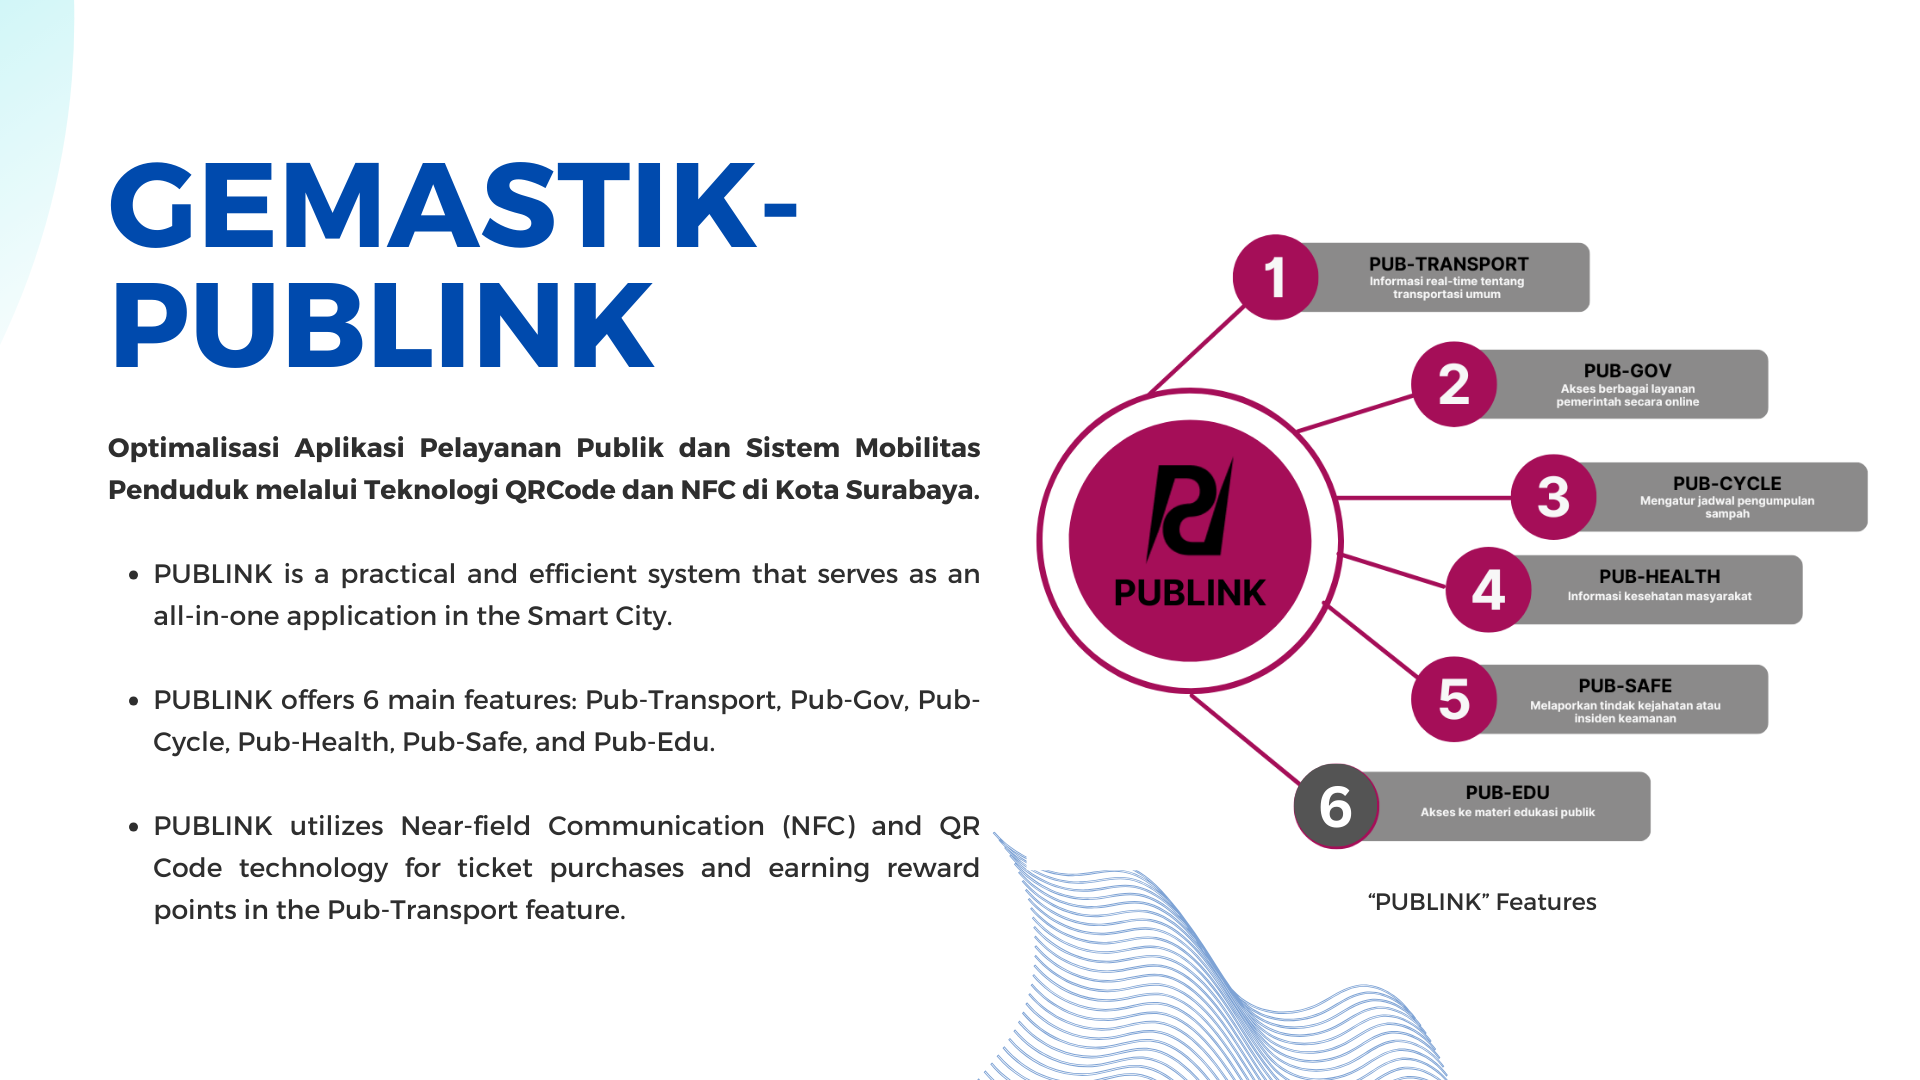 GEMASTIK-
PUBLINK
Optimalisasi Aplikasi Pelayanan Publik dan Sistem Mobilitas
Penduduk melalui Teknologi QRCode dan NFC di Kota Surabaya.
• PUBLINK is a practical and efficient system that serves as an
all-in-one application in the Smart City.
• PUBLINK offers 6 main features: Pub-Transport, Pub-Gov, Pub-
Cycle, Pub-Health, Pub-Safe, and Pub-Edu.
• PUBLINK utilizes Near-field Communication (NFC) and QR
Code technology for ticket purchases and earning reward
points in the Pub-Transport feature.
PUBLINK
1
PUB-TRANSPORT
Informasi real-time tentang
transportasi umum
2
PUB-GOV
Akses berbagai layanan
pemerintah secara online
3
PUB-CYCLE
Mengatur jadwal pengumpulan
sampah
4
PUB-HEALTH
Informasi kesehatan masyarakat
5
PUB-SAFE
Melaporkan tindak kejahatan atau
insiden keamanan
6
PUB-EDU
Akses ke materi edukasi publik
“PUBLINK” Features